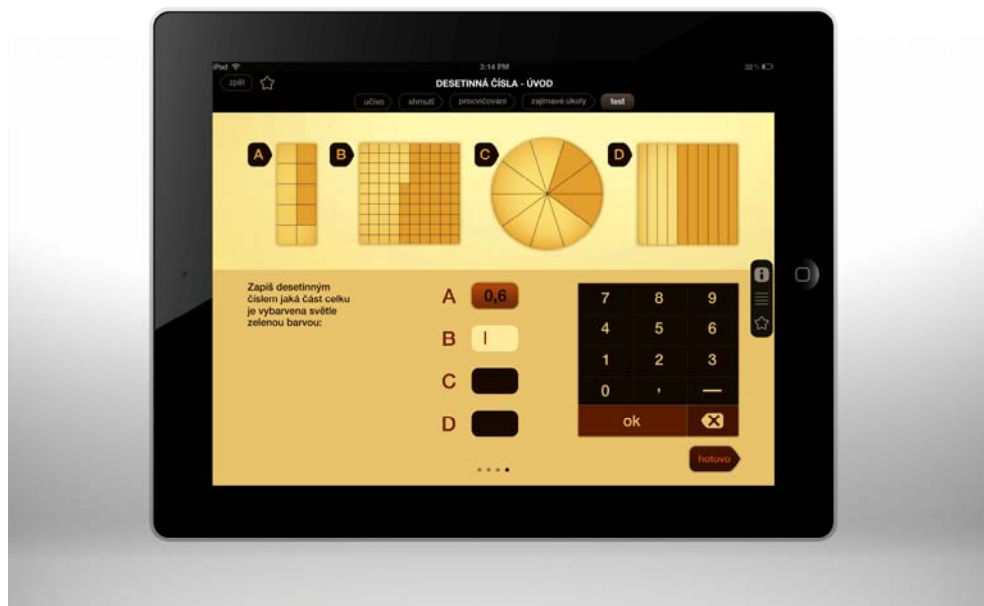 iPod 3:14 PM 32%
zpět
DESETINNÁ ČÍSLA - ÚVOD
učivo shrnutí procvičování zajímavé úkoly test
A B C D
Zapiš desetinným
číslem jaká část celku
je vybarvena světle
zelenou barvou:
A 0,6
B
C
D
7 8 9
4 5 6
1 2 3
0 , —
ok
hotovo